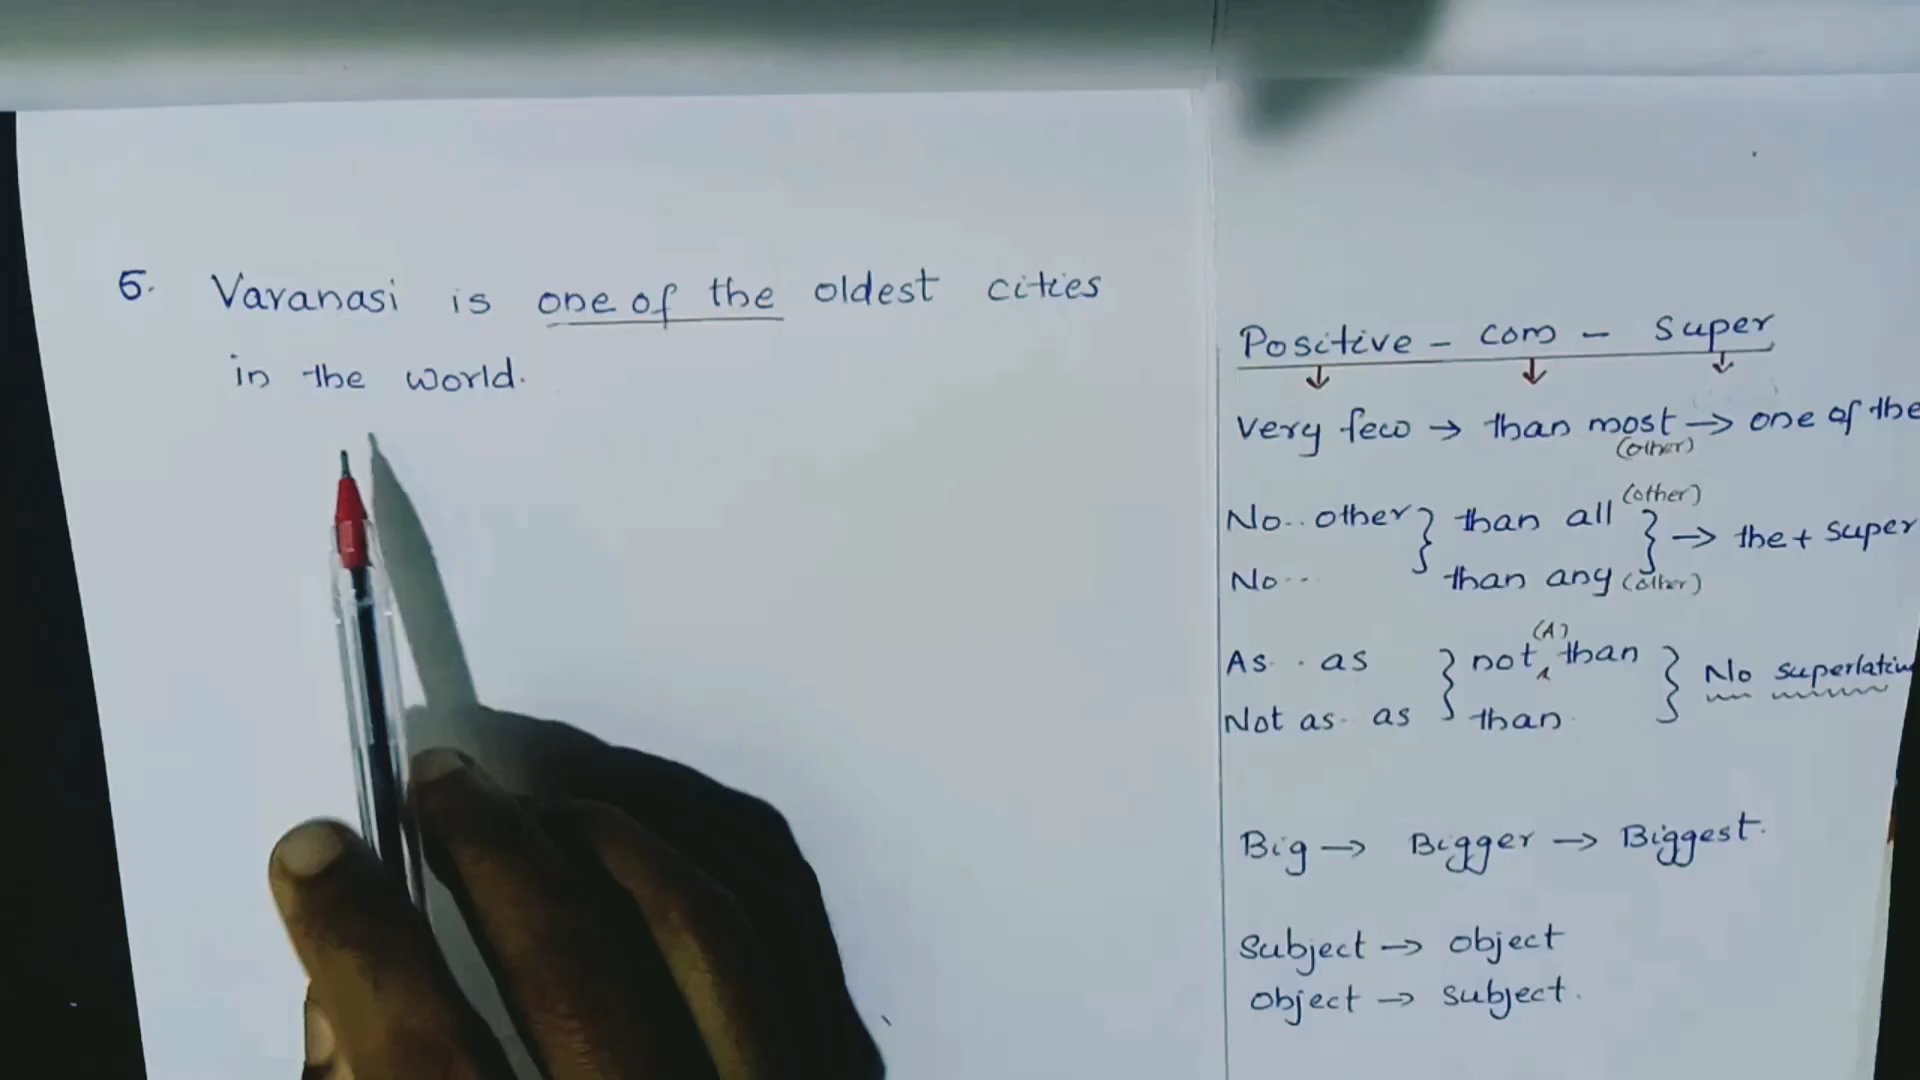 5. Varanasi is one of the oldest cities
in the world.
Positive - com - super
Very few → than most → one of the
(other)
No.. other } than all (other) } → the + super
No... than any (other)
As . as } not (A) than } No superlative
Not as. as than.
Big → Bigger → Biggest.
subject → object
object → subject.